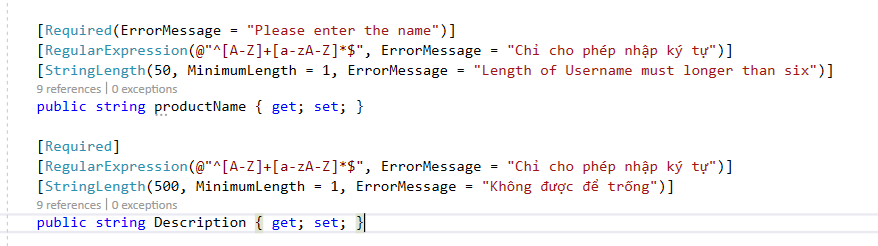 [Required(ErrorMessage = "Please enter the name")]
[RegularExpression(@"^[A-Z]+[a-zA-Z]*$", ErrorMessage = "Chỉ cho phép nhập ký tự")]
[StringLength(50, MinimumLength = 1, ErrorMessage = "Length of Username must longer than six")]
9 references | 0 exceptions
public string productName { get; set; }
[Required]
[RegularExpression(@"^[A-Z]+[a-zA-Z]*$", ErrorMessage = "Chỉ cho phép nhập ký tự")]
[StringLength(500, MinimumLength = 1, ErrorMessage = "Không được để trống")]
9 references | 0 exceptions
public string Description { get; set; }